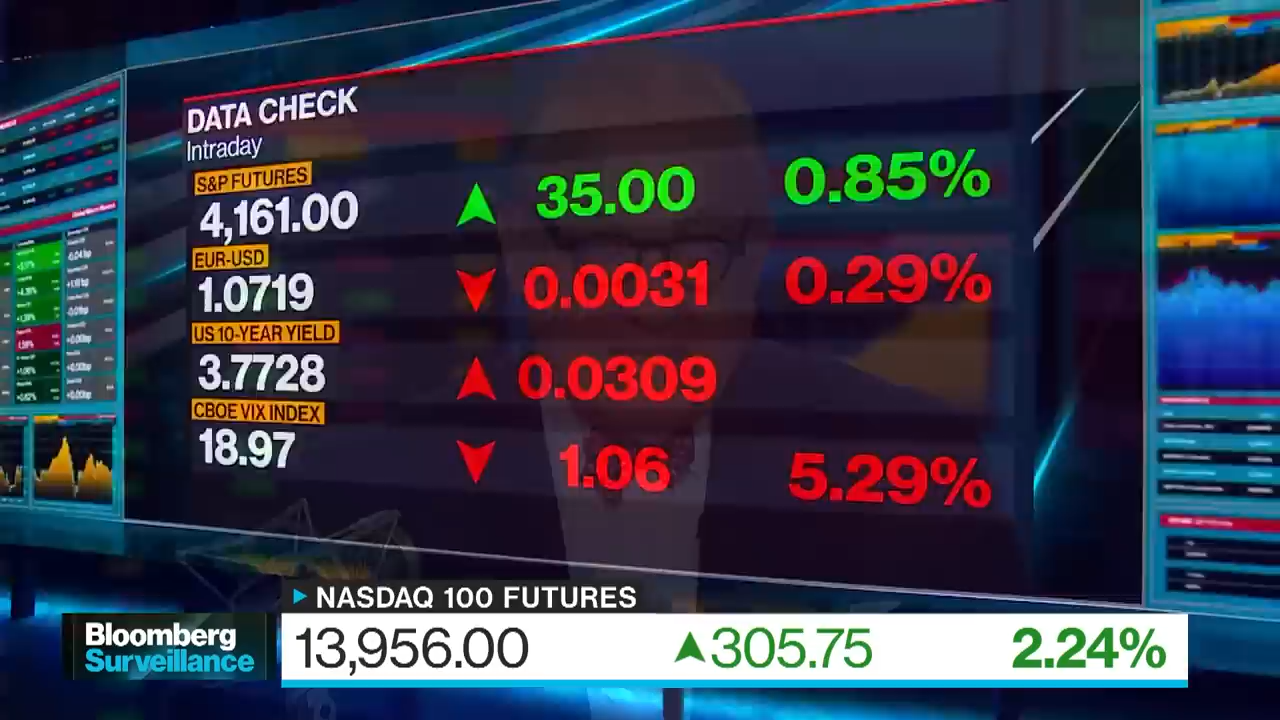 DATA CHECK
Intraday
S&P FUTURES
4,161.00 ▲ 35.00 0.85%
EUR-USD
1.0719 ▼ 0.0031 0.29%
US 10-YEAR YIELD
3.7728 ▲ 0.0309
CBOE VIX INDEX
18.97 ▼ 1.06 5.29%
NASDAQ 100 FUTURES
Bloomberg
Surveillance
13,956.00 ▲305.75 2.24%